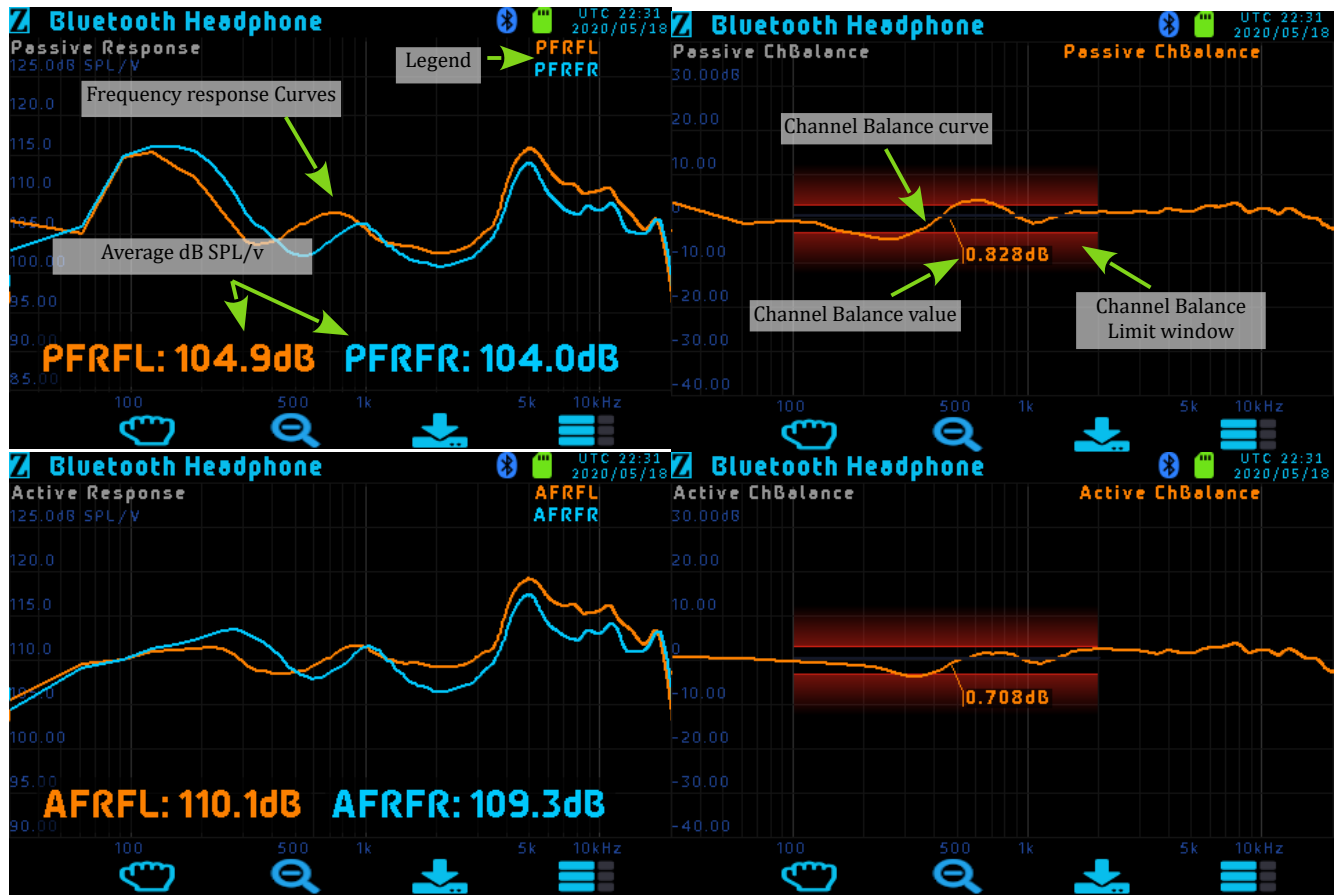 Z Bluetooth Headphone UTC 22:31
2020/05/18
Passive Response PFRFL
125.0dB SPL/V PFRFR
Legend
Frequency response Curves
120.0
115.0
110.0
105.0
Average dB SPL/v
100.00
95.00
90.00
PFRFL: 104.9dB PFRFR: 104.0dB
85.00
100 500 1k 5k 10kHz
Z Bluetooth Headphone UTC 22:31
2020/05/18
Passive ChBalance Passive ChBalance
30.00dB
20.00
Channel Balance curve
10.00
0
-10.00
0.828dB
-20.00
Channel Balance value
Channel Balance
Limit window
-30.00
-40.00
100 500 1k 5k 10kHz
Z Bluetooth Headphone UTC 22:31
2020/05/18
Active Response AFRFL
125.0dB SPL/V AFRFR
120.0
115.0
110.0
100.00
95.00
AFRFL: 110.1dB AFRFR: 109.3dB
90.00
100 500 1k 5k 10kHz
Z Bluetooth Headphone UTC 22:31
2020/05/18
Active ChBalance Active ChBalance
30.00dB
20.00
10.00
0
-10.00
0.708dB
-20.00
-30.00
-40.00
100 500 1k 5k 10kHz